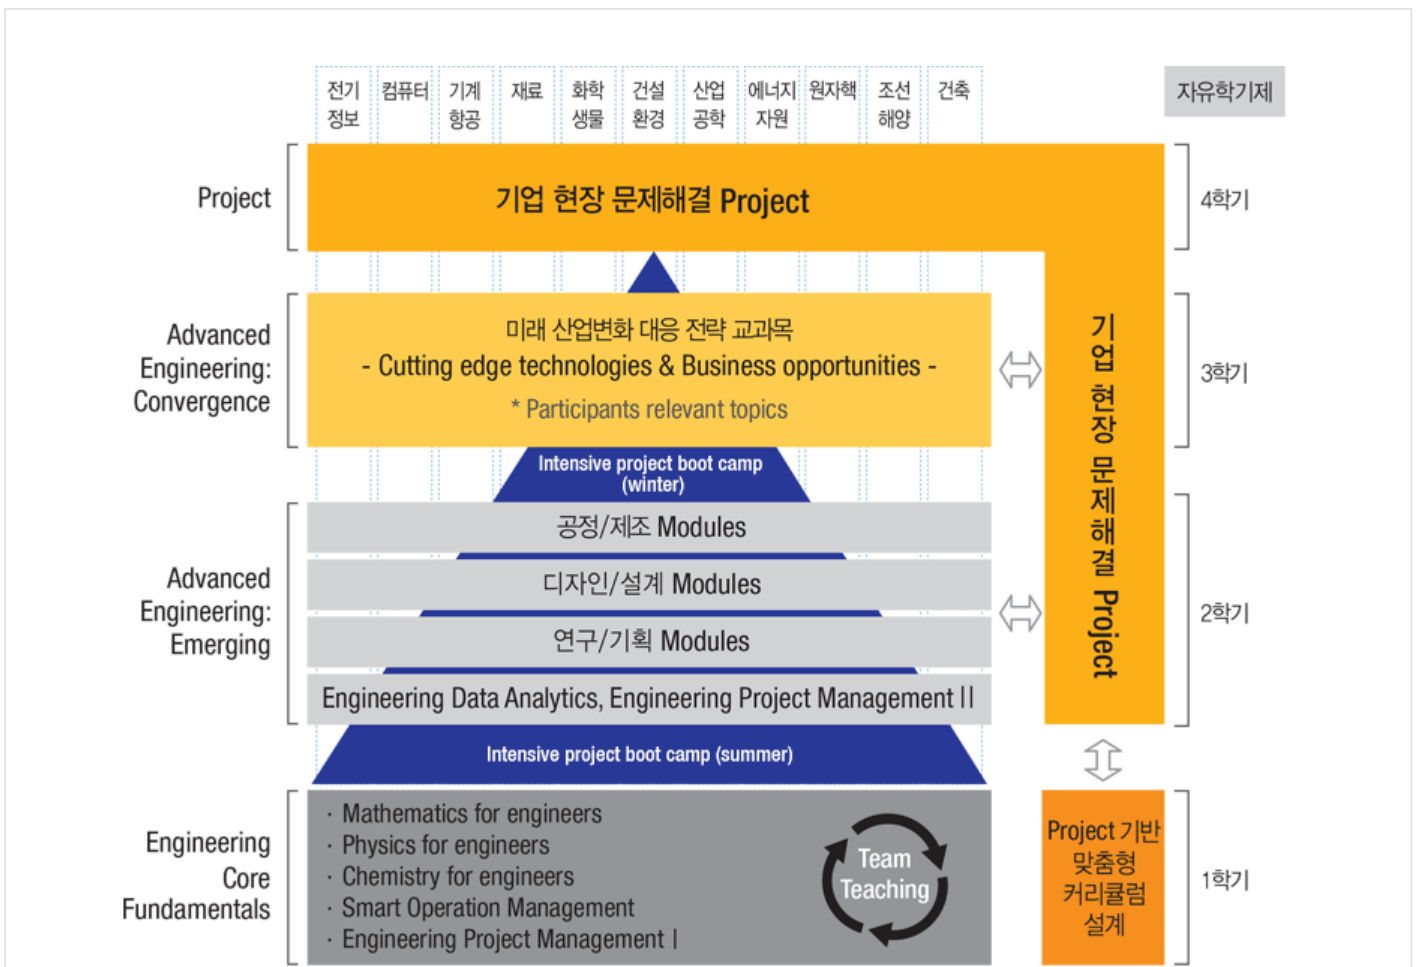 전기
정보
컴퓨터
기계
항공
재료
화학
생물
건설
환경
산업
공학
에너지
자원
원자핵
조선
해양
건축
자유학기제
Project
기업 현장 문제해결 Project
4학기
Advanced
Engineering:
Convergence
미래 산업변화 대응 전략 교과목
- Cutting edge technologies & Business opportunities -
* Participants relevant topics
3학기
기업 현장 문제해결 Project
Intensive project boot camp
(winter)
Advanced
Engineering:
Emerging
공정/제조 Modules
디자인/설계 Modules
연구/기획 Modules
Engineering Data Analytics, Engineering Project Management II
2학기
Intensive project boot camp (summer)
Engineering
Core
Fundamentals
· Mathematics for engineers
· Physics for engineers
· Chemistry for engineers
· Smart Operation Management
· Engineering Project Management I
Team
Teaching
Project 기반
맞춤형
커리큘럼
설계
1학기